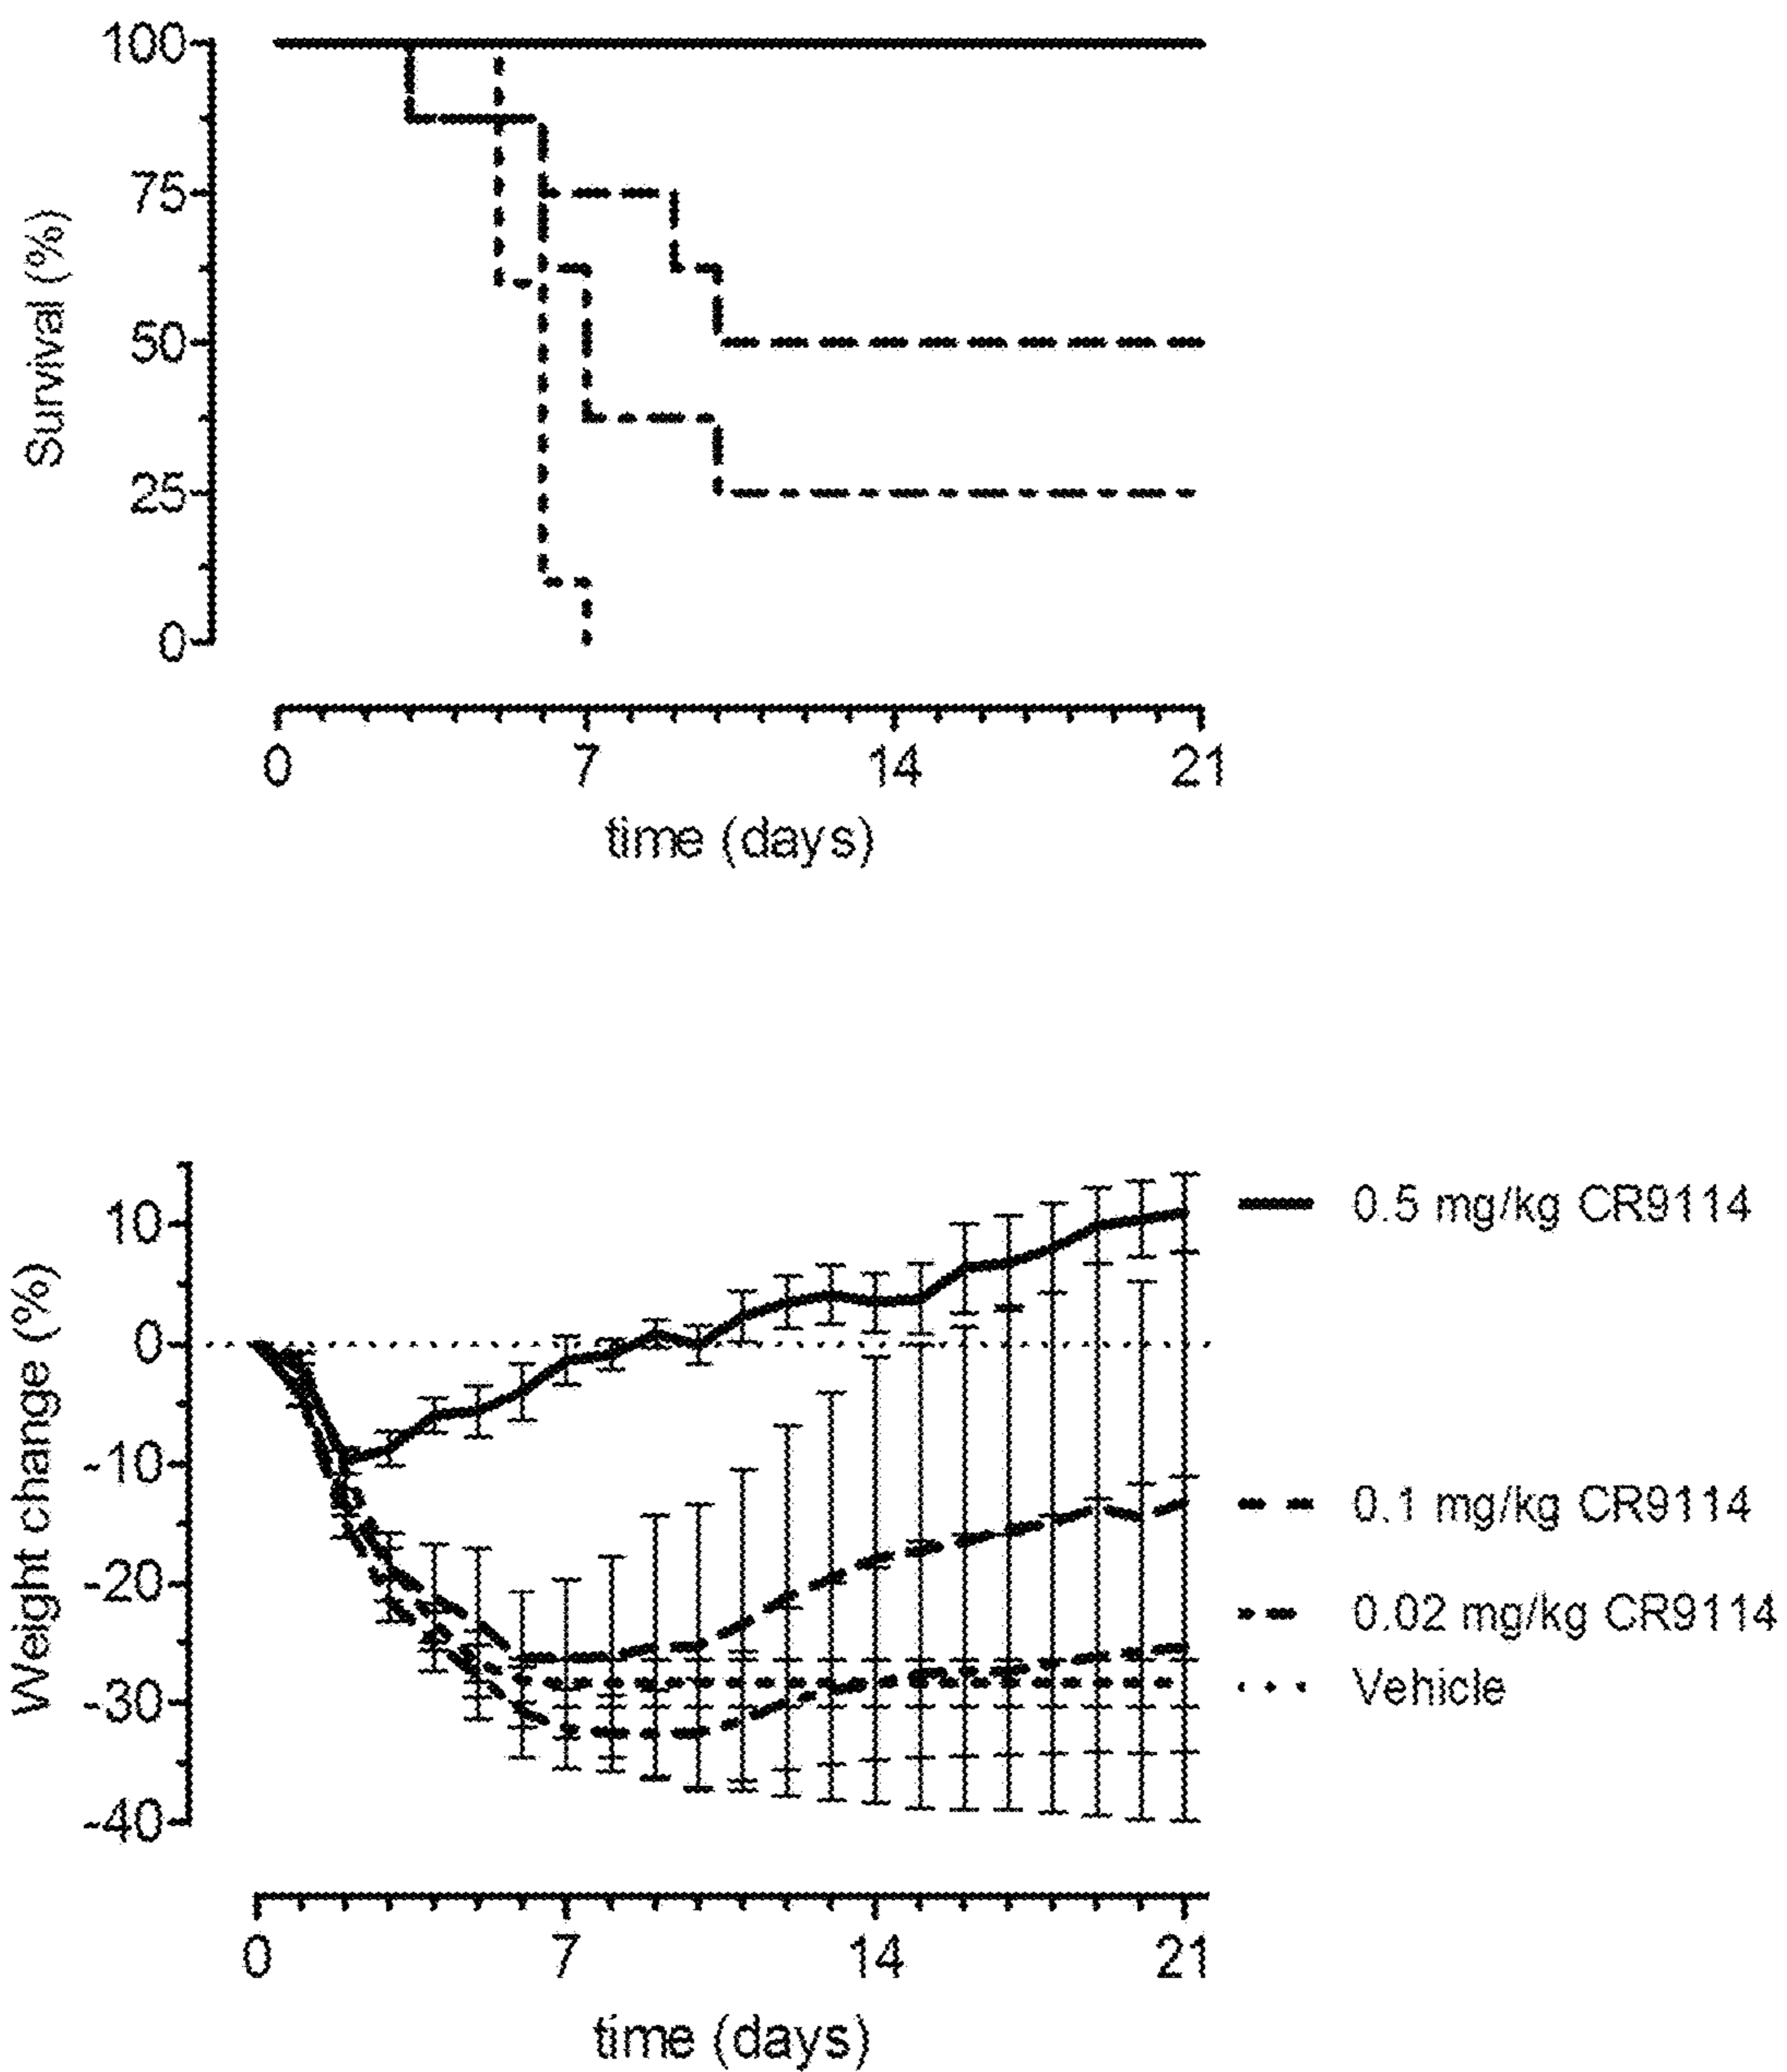 100
75
50
25
0
Survival (%)
0 7 14 21
time (days)
10
0
-10
-20
-30
-40
Weight change (%)
0.5 mg/kg CR9114
0.1 mg/kg CR9114
0.02 mg/kg CR9114
Vehicle
0 7 14 21
time (days)